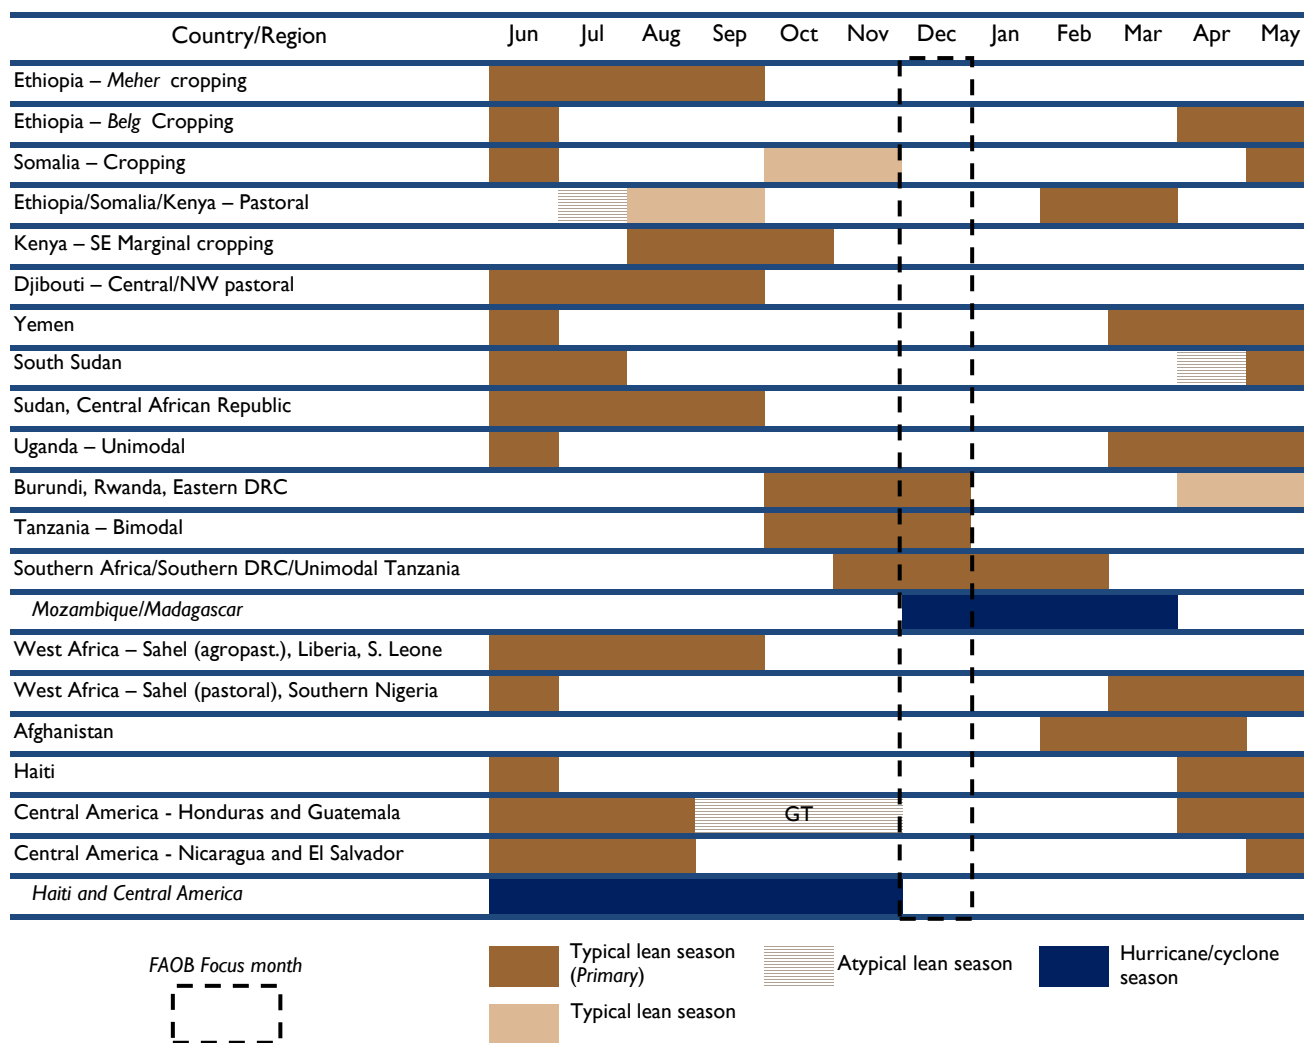 Country/Region Jun Jul Aug Sep Oct Nov Dec Jan Feb Mar Apr May
Ethiopia – Meher cropping
Ethiopia – Belg Cropping
Somalia – Cropping
Ethiopia/Somalia/Kenya – Pastoral
Kenya – SE Marginal cropping
Djibouti – Central/NW pastoral
Yemen
South Sudan
Sudan, Central African Republic
Uganda – Unimodal
Burundi, Rwanda, Eastern DRC
Tanzania – Bimodal
Southern Africa/Southern DRC/Unimodal Tanzania
Mozambique/Madagascar
West Africa – Sahel (agropast.), Liberia, S. Leone
West Africa – Sahel (pastoral), Southern Nigeria
Afghanistan
Haiti
Central America - Honduras and Guatemala GT
Central America - Nicaragua and El Salvador
Haiti and Central America
FAOB Focus month
Typical lean season
(Primary)
Typical lean season
Atypical lean season
Hurricane/cyclone
season